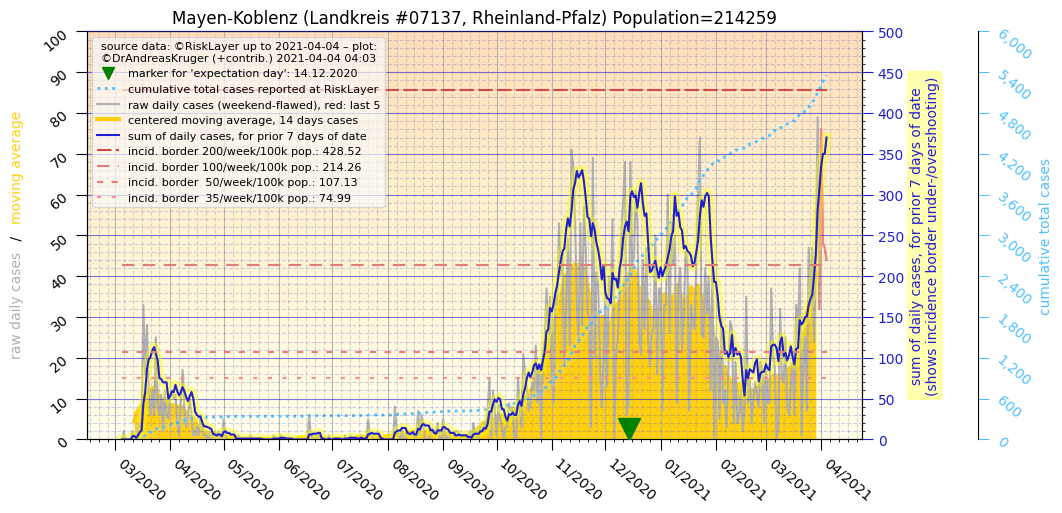 Mayen-Koblenz (Landkreis #07137, Rheinland-Pfalz) Population=214259
source data: ©RiskLayer up to 2021-04-04 – plot:
©DrAndreasKruger (+contrib.) 2021-04-04 04:03
marker for 'expectation day': 14.12.2020
cumulative total cases reported at RiskLayer
raw daily cases (weekend-flawed), red: last 5
centered moving average, 14 days cases
sum of daily cases, for prior 7 days of date
incid. border 200/week/100k pop.: 428.52
incid. border 100/week/100k pop.: 214.26
incid. border  50/week/100k pop.: 107.13
incid. border  35/week/100k pop.: 74.99
raw daily cases / moving average
100
90
80
70
60
50
40
30
20
10
0
03/2020
04/2020
05/2020
06/2020
07/2020
08/2020
09/2020
10/2020
11/2020
12/2020
01/2021
02/2021
03/2021
04/2021
500
450
400
350
300
250
200
150
100
50
0
sum of daily cases, for prior 7 days of date
(shows incidence border under-/overshooting)
6,000
5,400
4,800
4,200
3,600
3,000
2,400
1,800
1,200
600
0
cumulative total cases